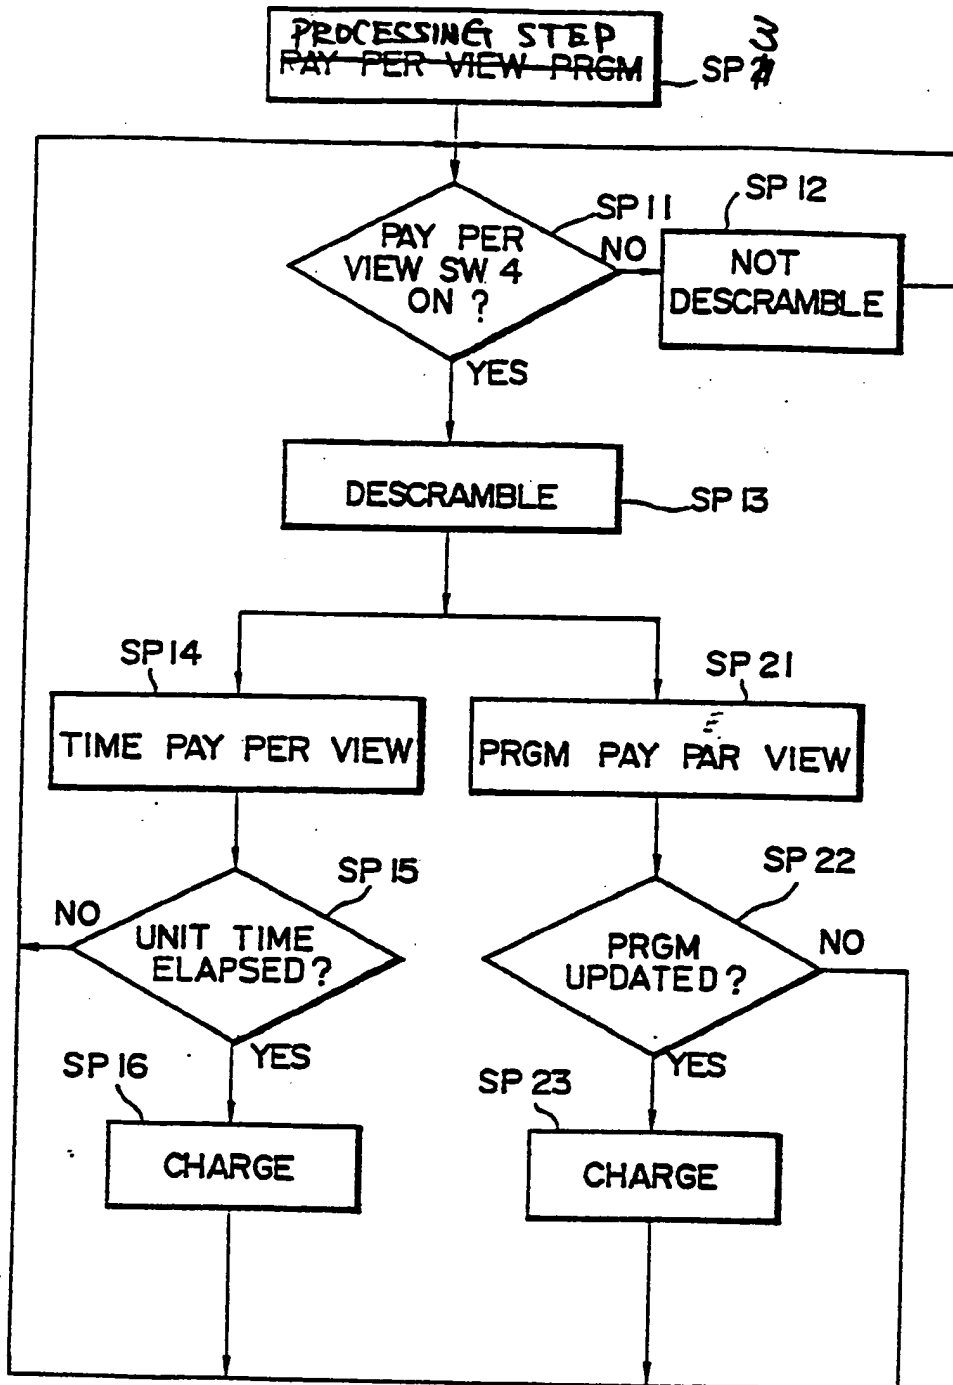 PROCESSING STEP
PAY PER VIEW PRGM
SP 3
SP 11
SP 12
PAY PER
VIEW SW 4
ON ?
NO
NOT
DESCRAMBLE
YES
DESCRAMBLE
SP 13
SP 14
SP 21
TIME PAY PER VIEW
E
PRGM PAY PAR VIEW
SP 15
SP 22
NO
UNIT TIME
ELAPSED ?
PRGM
UPDATED ?
NO
YES
YES
SP 16
SP 23
CHARGE
CHARGE